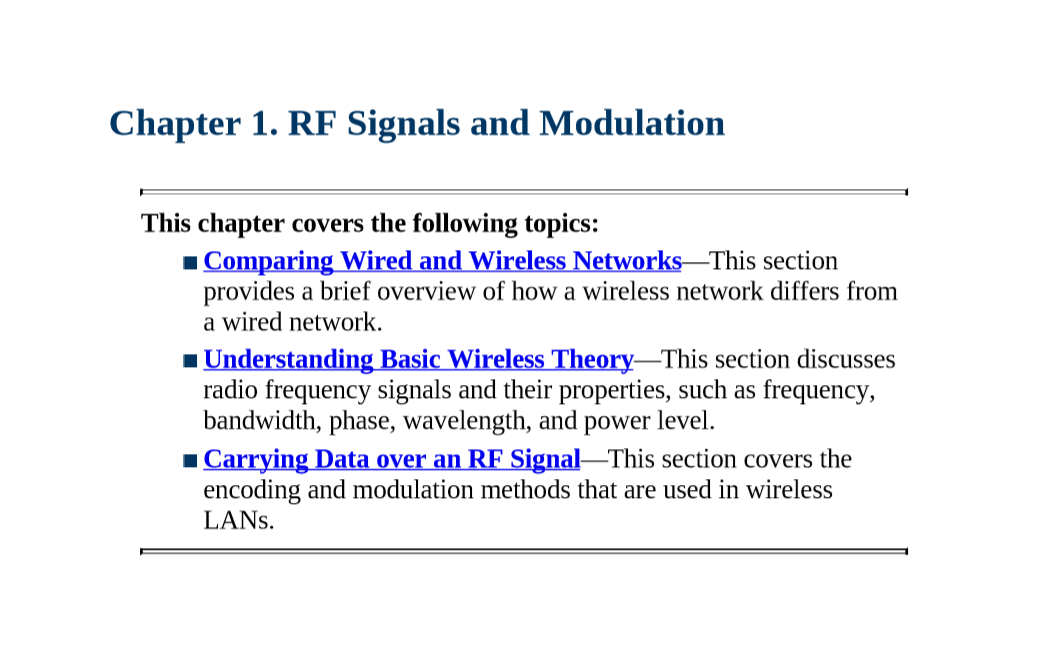 Chapter 1. RF Signals and Modulation
This chapter covers the following topics:
■ Comparing Wired and Wireless Networks—This section
provides a brief overview of how a wireless network differs from
a wired network.
■ Understanding Basic Wireless Theory—This section discusses
radio frequency signals and their properties, such as frequency,
bandwidth, phase, wavelength, and power level.
■ Carrying Data over an RF Signal—This section covers the
encoding and modulation methods that are used in wireless
LANs.